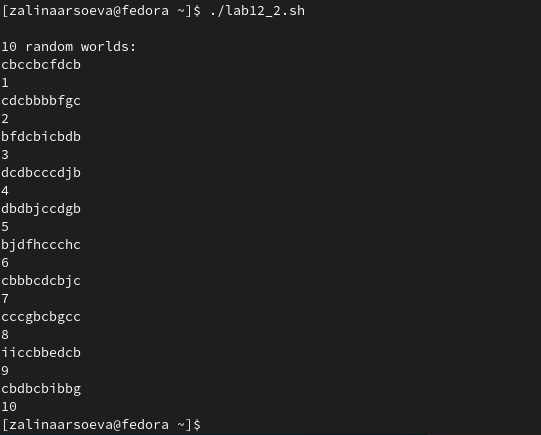 [zalinaarsoeva@fedora ~]$ ./lab12_2.sh
10 random worlds:
cbccbcfdcb
1
cdcbbbbfgc
2
bfdcbicbdb
3
dcdbcccdjb
4
dbdbjccdgb
5
bjdfhccchc
6
cbbbcdcbjc
7
cccgbcbgcc
8
iiccbbedcb
9
cbdbcbibbg
10
[zalinaarsoeva@fedora ~]$